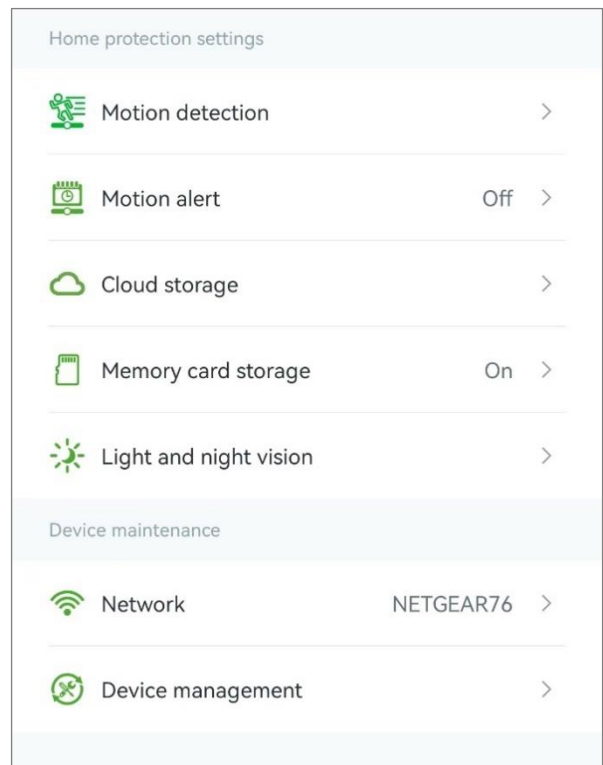 Home protection settings
Motion detection
Motion alert Off
Cloud storage
Memory card storage On
Light and night vision
Device maintenance
Network NETGEAR76
Device management